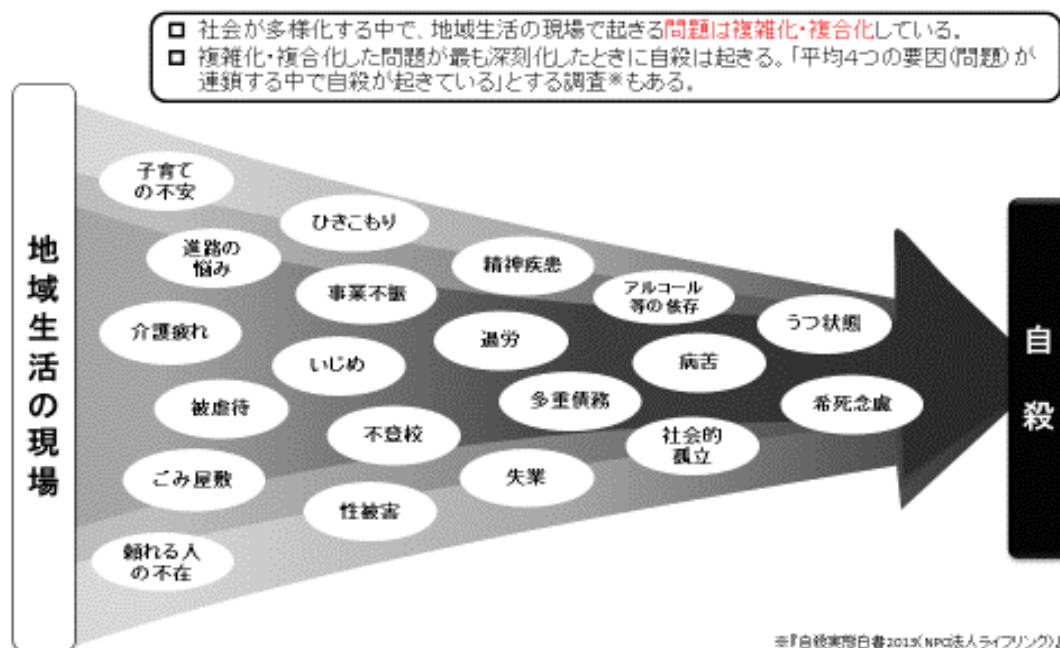 □ 社会が多様化する中で、地域生活の現場で起きる問題は複雑化・複合化している。
□ 複雑化・複合化した問題が最も深刻化したときに自殺は起きる。「平均4つの要因(問題)が
連鎖する中で自殺が起きている」とする調査※もある。
地域生活の現場
子育て
の不安
進路の
悩み
介護疲れ
被虐待
ごみ屋敷
頼れる人
の不在
ひきこもり
事業不振
いじめ
不登校
性被害
精神疾患
過労
多重債務
失業
アルコール
等の依存
病苦
社会的
孤立
うつ状態
希死念慮
自殺
※『自殺実態白書2013(NPO法人ライフリンク)』